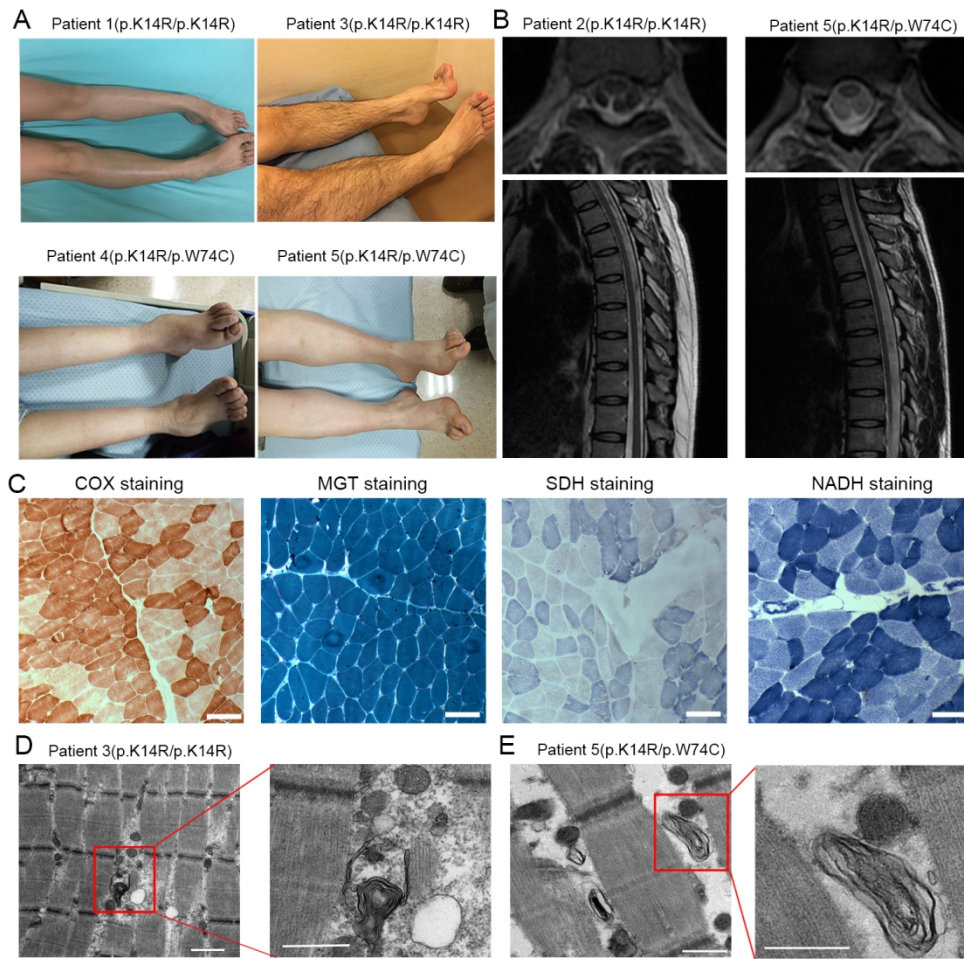 A
Patient 1(p.K14R/p.K14R)
Patient 3(p.K14R/p.K14R)
Patient 4(p.K14R/p.W74C)
Patient 5(p.K14R/p.W74C)
B
Patient 2(p.K14R/p.K14R)
Patient 5(p.K14R/p.W74C)
C
COX staining
MGT staining
SDH staining
NADH staining
D
Patient 3(p.K14R/p.K14R)
E
Patient 5(p.K14R/p.W74C)